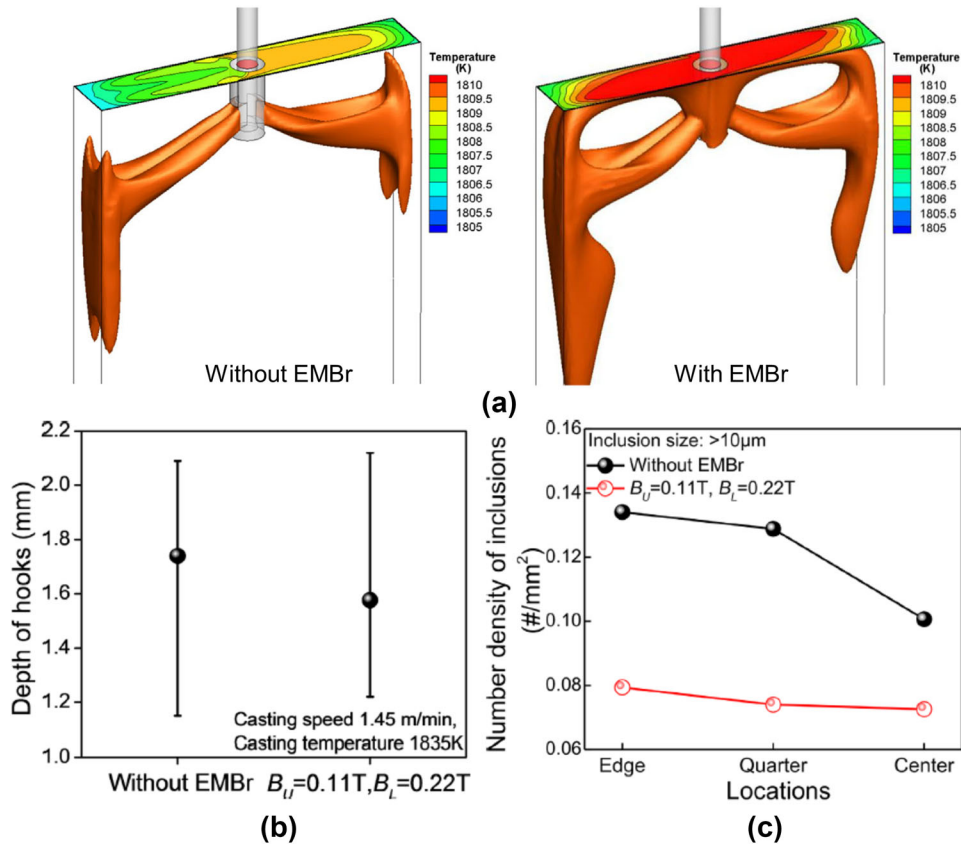 Temperature
(K)
1810
1809.5
1809
1808.5
1808
1807.5
1807
1806.5
1806
1805.5
1805
Without EMBr
Temperature
(K)
1810
1809.5
1809
1808.5
1808
1807.5
1807
1806.5
1806
1805.5
1805
With EMBr
(a)
Depth of hooks (mm)
2.2
2.0
1.8
1.6
1.4
1.2
1.0
Casting speed 1.45 m/min,
Casting temperature 1835K
Without EMBr
B_U=0.11T,B_L=0.22T
(b)
Number density of inclusions
(#/mm²)
0.16
0.14
0.12
0.10
0.08
0.06
Inclusion size: >10μm
Without EMBr
B_U=0.11T, B_L=0.22T
Edge
Quarter
Center
Locations
(c)